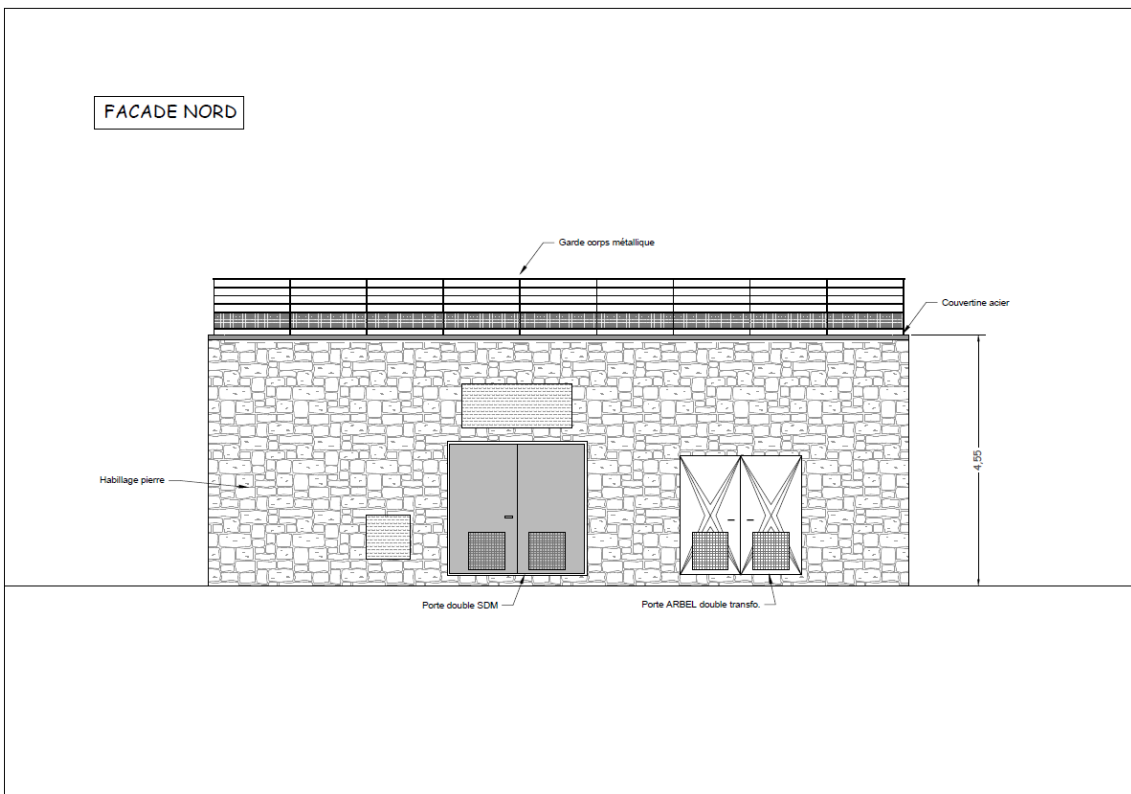 FACADE NORD
Garde corps métallique
Couvertine acier
4,55
Habillage pierre
Porte double SDM
Porte ARBEL double transfo.